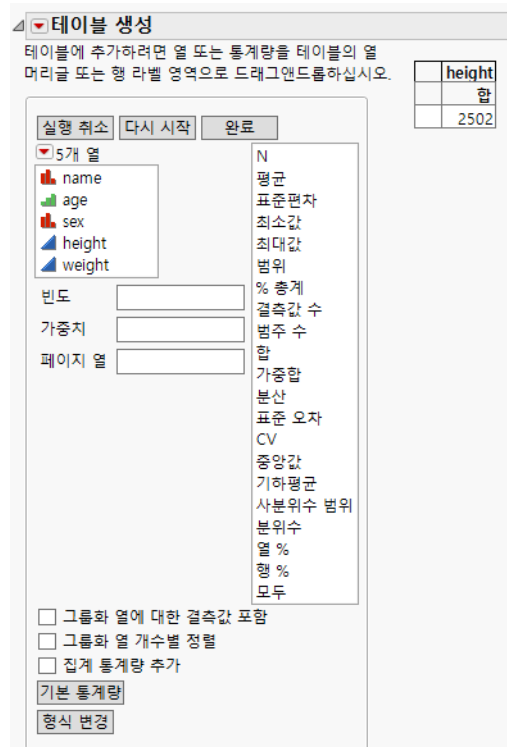 테이블 생성
테이블에 추가하려면 열 또는 통계량을 테이블의 열
머리글 또는 행 라벨 영역으로 드래그앤드롭하십시오.
height
합
2502
실행 취소 다시 시작 완료
5개 열
name
age
sex
height
weight
빈도
가중치
페이지 열
N
평균
표준편차
최소값
최대값
범위
% 총계
결측값 수
범주 수
합
가중합
분산
표준 오차
CV
중앙값
기하평균
사분위수 범위
분위수
열 %
행 %
모두
그룹화 열에 대한 결측값 포함
그룹화 열 개수별 정렬
집계 통계량 추가
기본 통계량
형식 변경